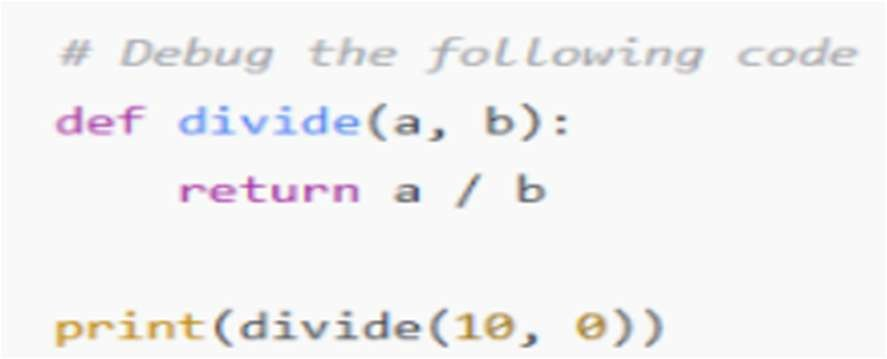 # Debug the following code
def divide(a, b):
    return a / b
print(divide(10, 0))